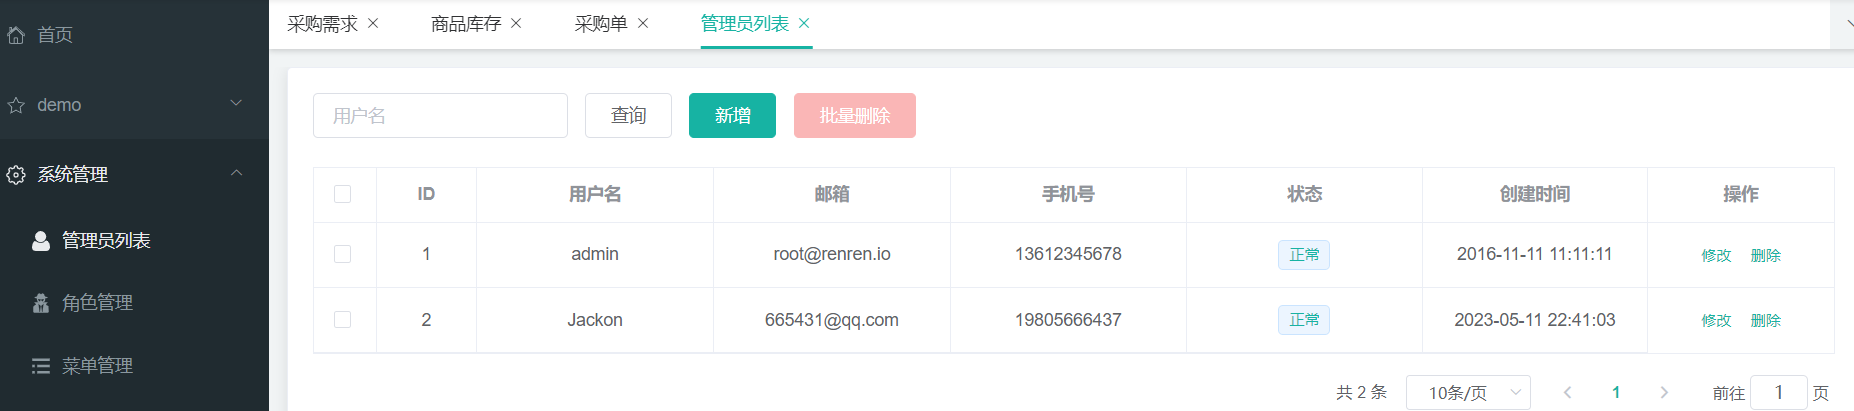 首页
demo
系统管理
管理员列表
角色管理
菜单管理
采购需求 商品库存 采购单 管理员列表
用户名 查询 新增 批量删除
ID 用户名 邮箱 手机号 状态 创建时间 操作
1 admin root@renren.io 13612345678 正常 2016-11-11 11:11:11 修改 删除
2 Jackon 665431@qq.com 19805666437 正常 2023-05-11 22:41:03 修改 删除
共 2 条 10条/页 1 前往 1 页